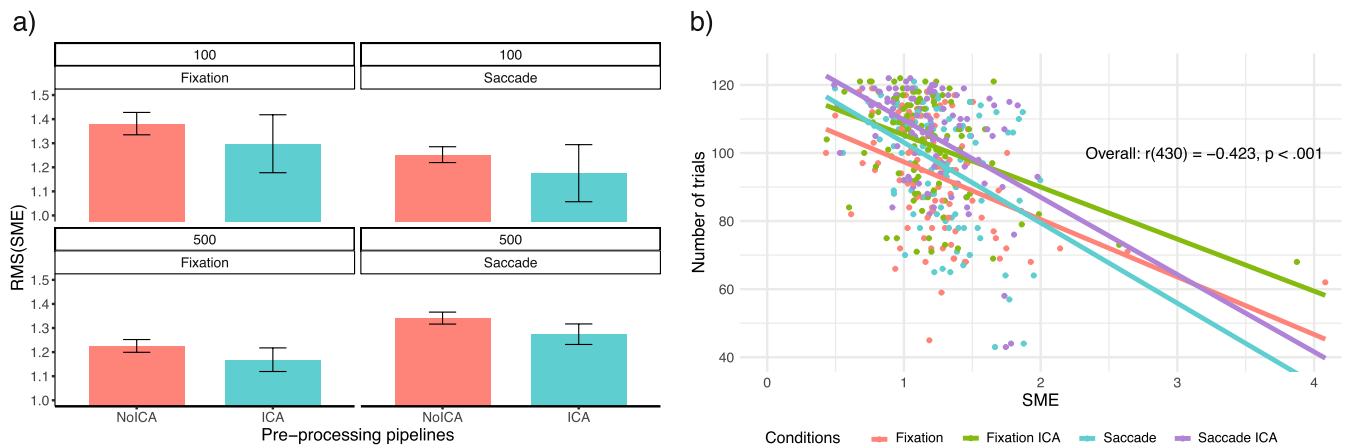 a)
100
100
Fixation
Saccade
1.5
1.4
1.3
1.2
1.1
1.0
500
500
Fixation
Saccade
1.5
1.4
1.3
1.2
1.1
1.0
RMS(SME)
NoICA
ICA
NoICA
ICA
Pre−processing pipelines
b)
120
100
80
60
40
Number of trials
Overall: r(430) = −0.423, p < .001
0
1
2
3
4
SME
Conditions Fixation Fixation ICA Saccade Saccade ICA